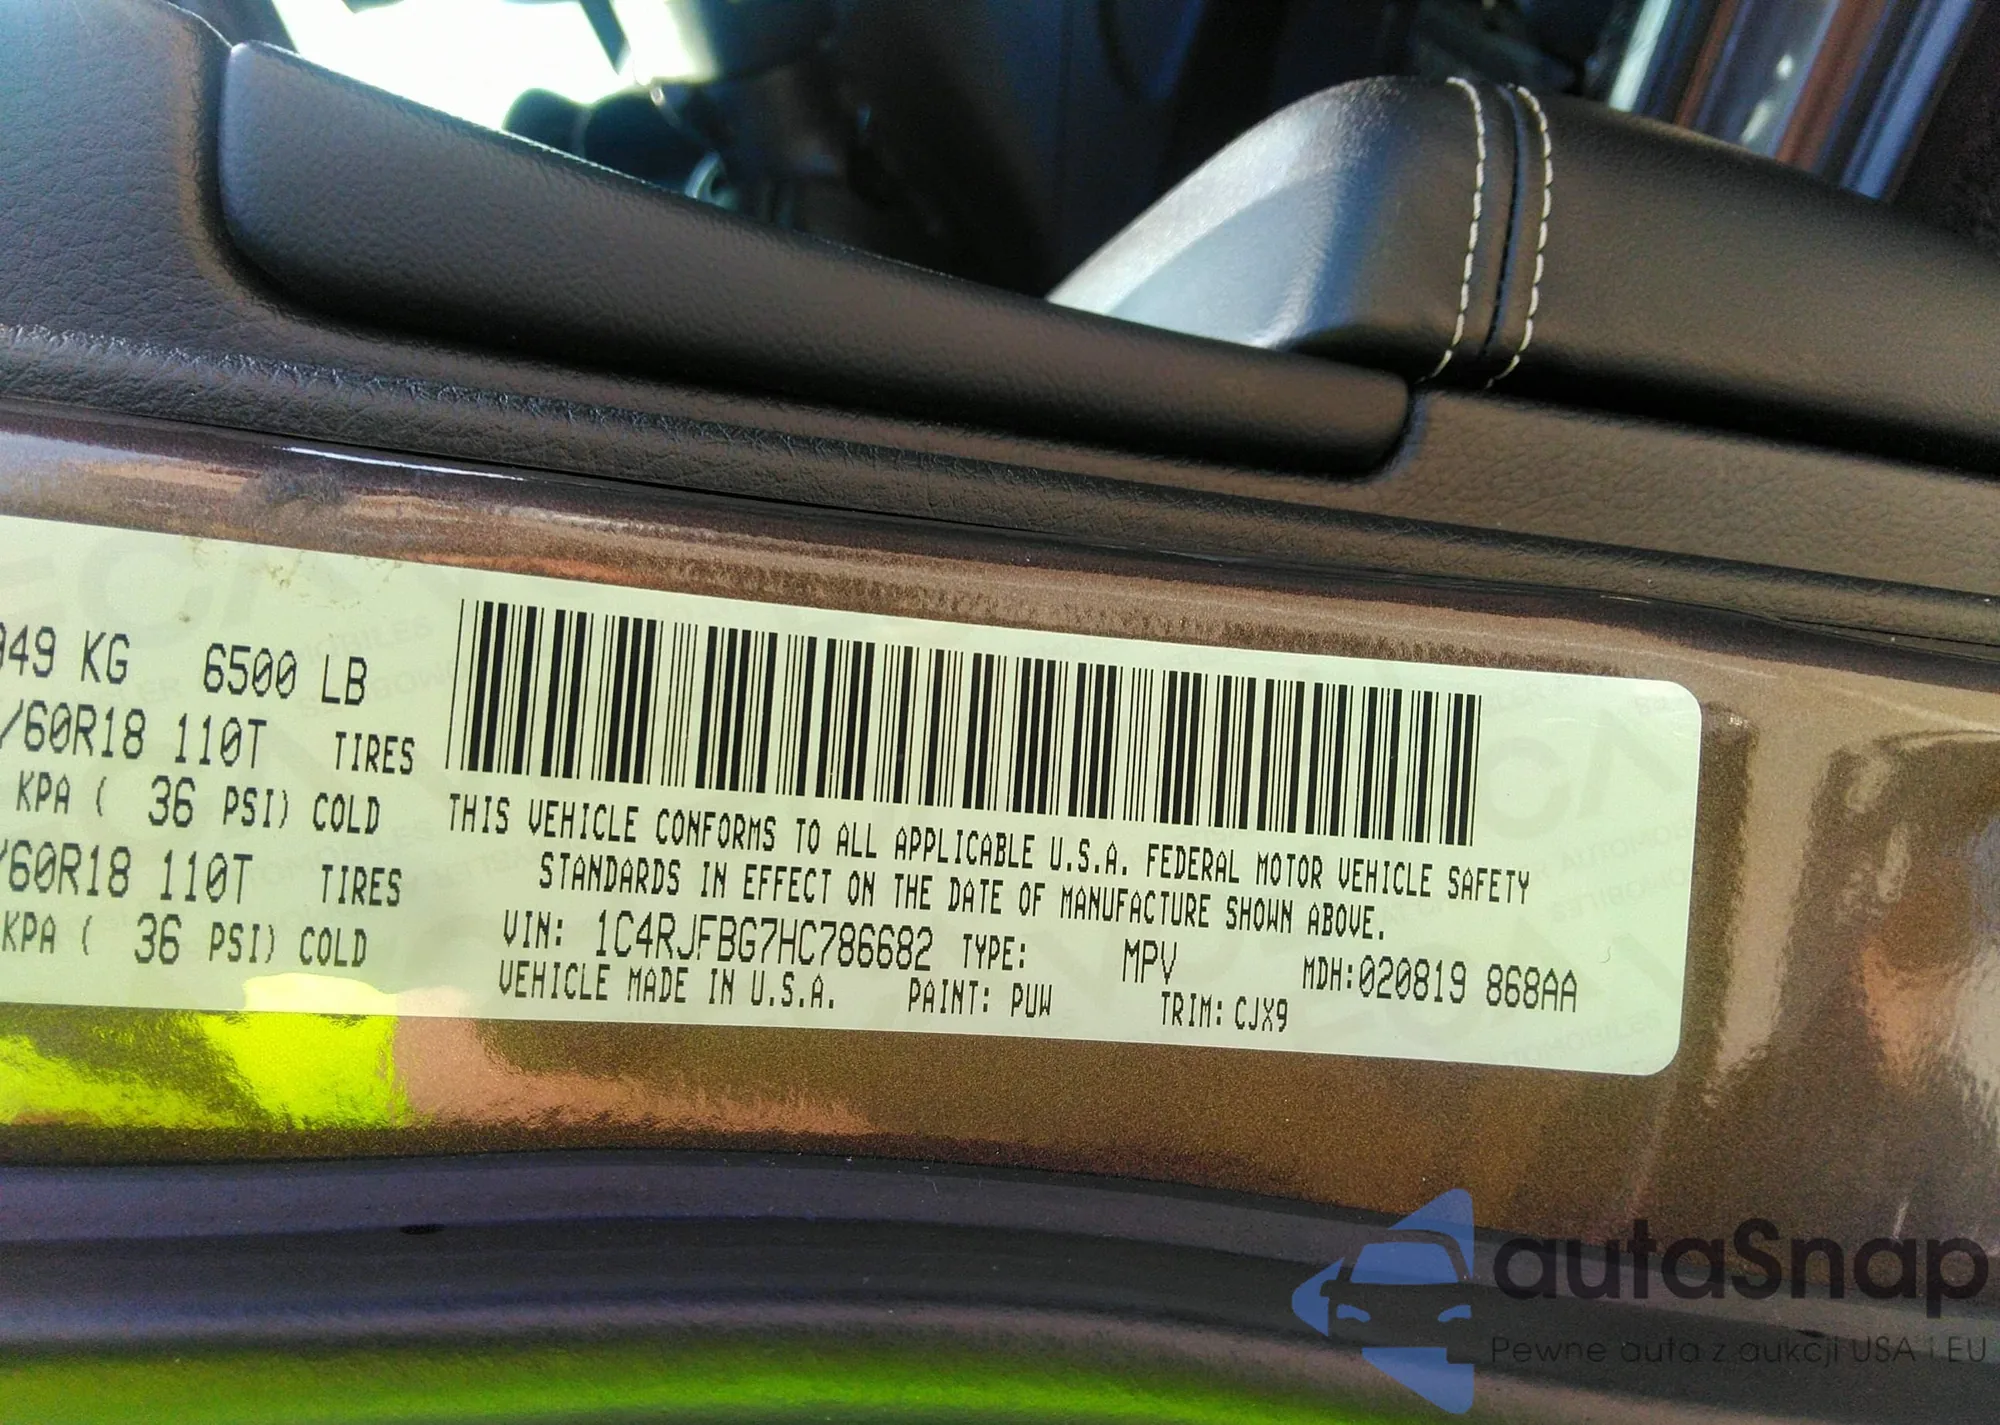 949 KG 6500 LB
/60R18 110T TIRES
KPA ( 36 PSI) COLD
/60R18 110T TIRES
KPA ( 36 PSI) COLD
THIS VEHICLE CONFORMS TO ALL APPLICABLE U.S.A. FEDERAL MOTOR VEHICLE SAFETY
STANDARDS IN EFFECT ON THE DATE OF MANUFACTURE SHOWN ABOVE.
VIN: 1C4RJFBG7HC786682 TYPE: MPV MDH:020819 868AA
VEHICLE MADE IN U.S.A. PAINT: PUW TRIM: CJX9
autaSnap
Pewne auta z aukcji USA i EU